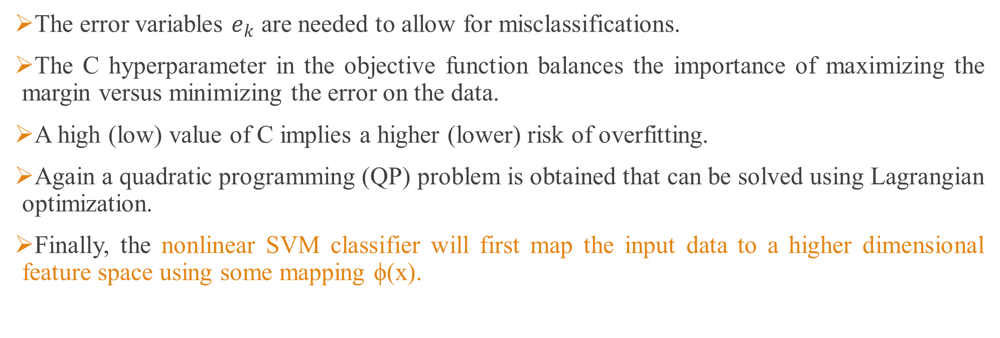 ➢The error variables eₖ are needed to allow for misclassifications.
➢The C hyperparameter in the objective function balances the importance of maximizing the
margin versus minimizing the error on the data.
➢A high (low) value of C implies a higher (lower) risk of overfitting.
➢Again a quadratic programming (QP) problem is obtained that can be solved using Lagrangian
optimization.
➢Finally, the nonlinear SVM classifier will first map the input data to a higher dimensional
feature space using some mapping ϕ(x).